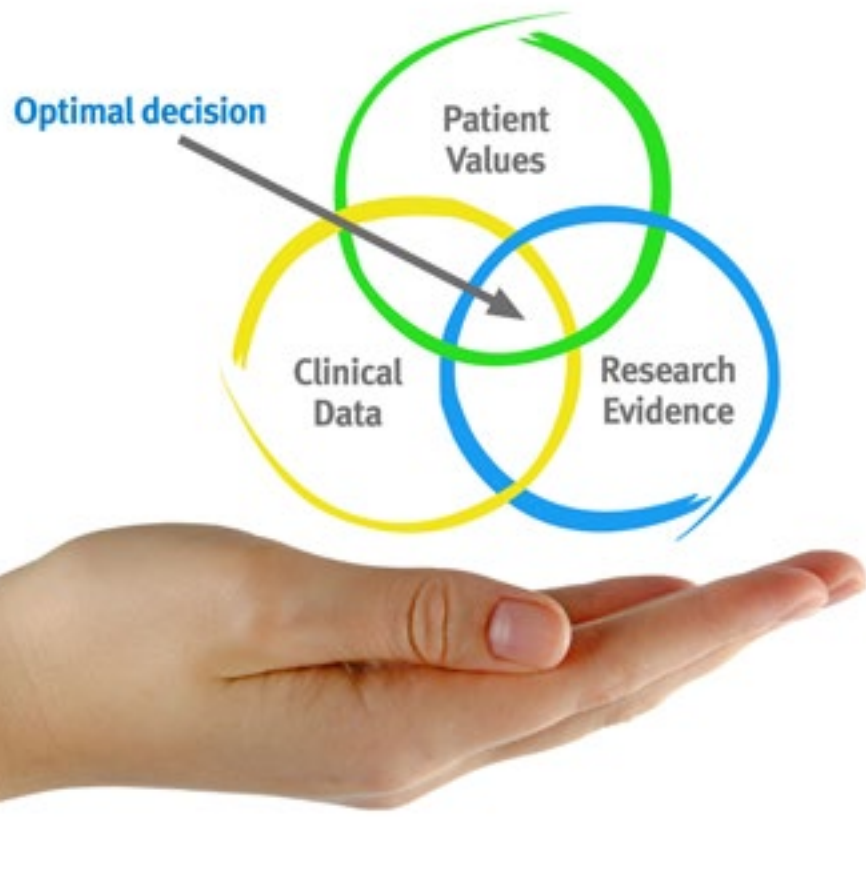 Optimal decision
Patient
Values
Clinical
Data
Research
Evidence